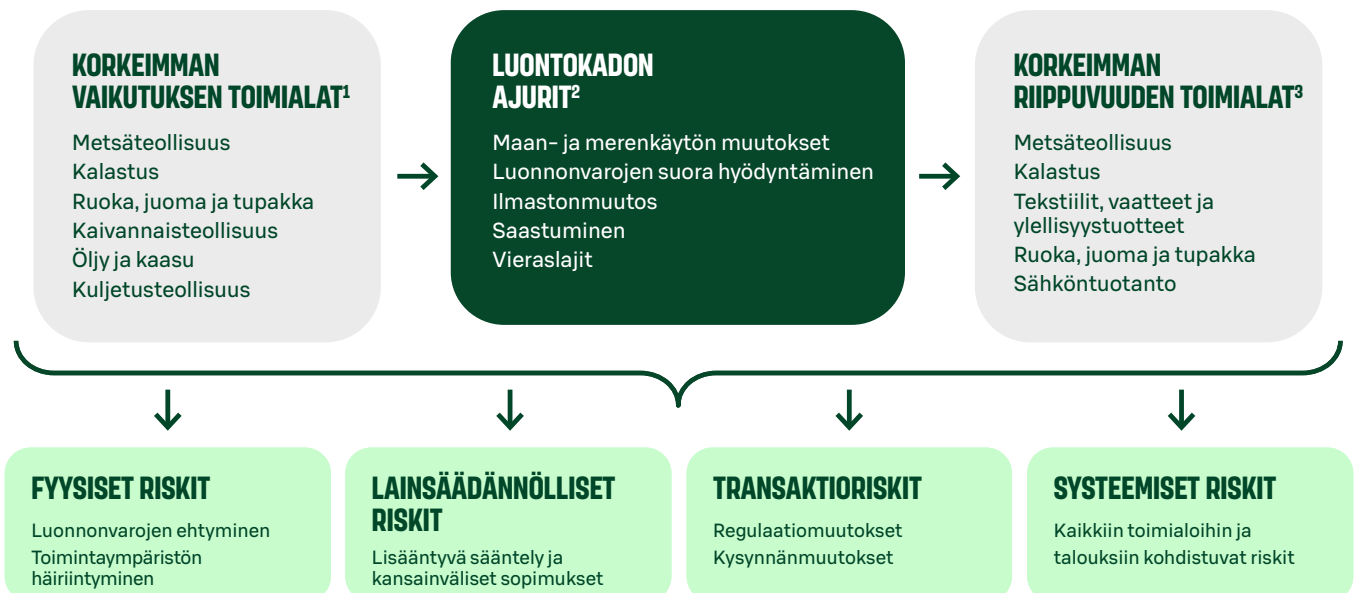 KORKEIMMAN
VAIKUTUKSEN TOIMIALAT¹
Metsäteollisuus
Kalastus
Ruoka, juoma ja tupakka
Kaivannaisteollisuus
Öljy ja kaasu
Kuljetusteollisuus
LUONTOKADON
AJURIT²
Maan- ja merenkäytön muutokset
Luonnonvarojen suora hyödyntäminen
Ilmastonmuutos
Saastuminen
Vieraslajit
KORKEIMMAN
RIIPPUVUUDEN TOIMIALAT³
Metsäteollisuus
Kalastus
Tekstiilit, vaatteet ja
ylellisyystuotteet
Ruoka, juoma ja tupakka
Sähköntuotanto
FYYSISET RISKIT
Luonnonvarojen ehtyminen
Toimintaympäristön
häiriintyminen
LAINSÄÄDÄNNÖLLISET
RISKIT
Lisääntyvä sääntely ja
kansainväliset sopimukset
TRANSAKTIORISKIT
Regulaatiomuutokset
Kysynnänmuutokset
SYSTEEMISET RISKIT
Kaikkiin toimialoihin ja
talouksiin kohdistuvat riskit